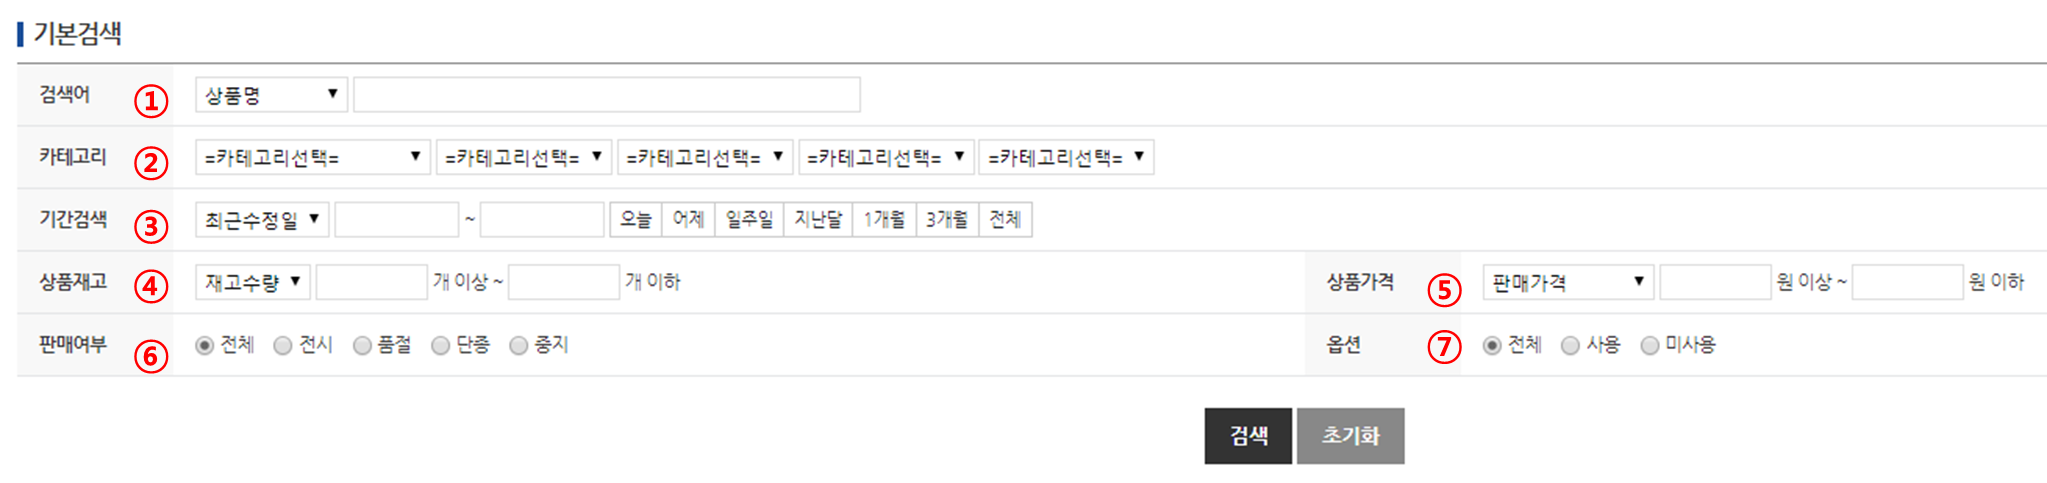 기본검색
검색어 ① 상품명 ▼
카테고리 ② =카테고리선택= ▼ =카테고리선택= ▼ =카테고리선택= ▼ =카테고리선택= ▼ =카테고리선택= ▼
기간검색 ③ 최근수정일 ▼ ~ 오늘 어제 일주일 지난달 1개월 3개월 전체
상품재고 ④ 재고수량 ▼ 개 이상 ~ 개 이하 상품가격 ⑤ 판매가격 ▼ 원 이상 ~ 원 이하
판매여부 ⑥ 전체 전시 품절 단종 중지 옵션 ⑦ 전체 사용 미사용
검색 초기화